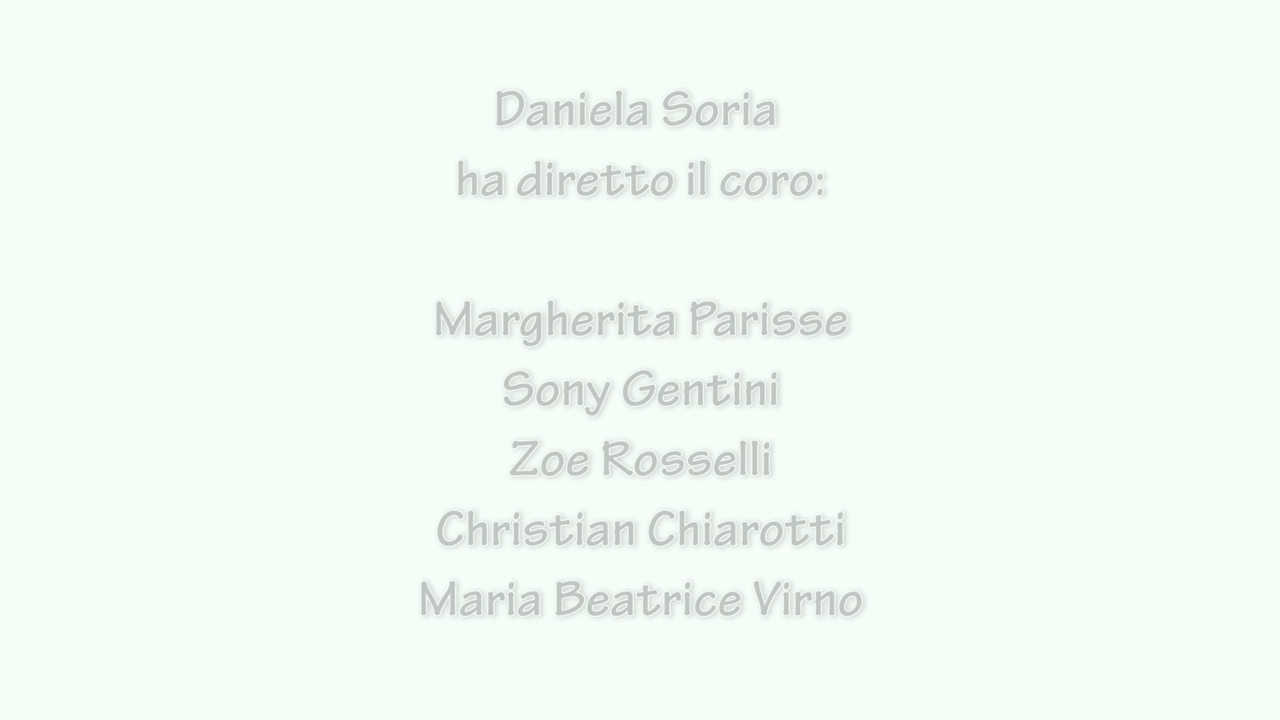 Daniela Soria
ha diretto il coro:
Margherita Parisse
Sony Gentini
Zoe Rosselli
Christian Chiarotti
Maria Beatrice Virno